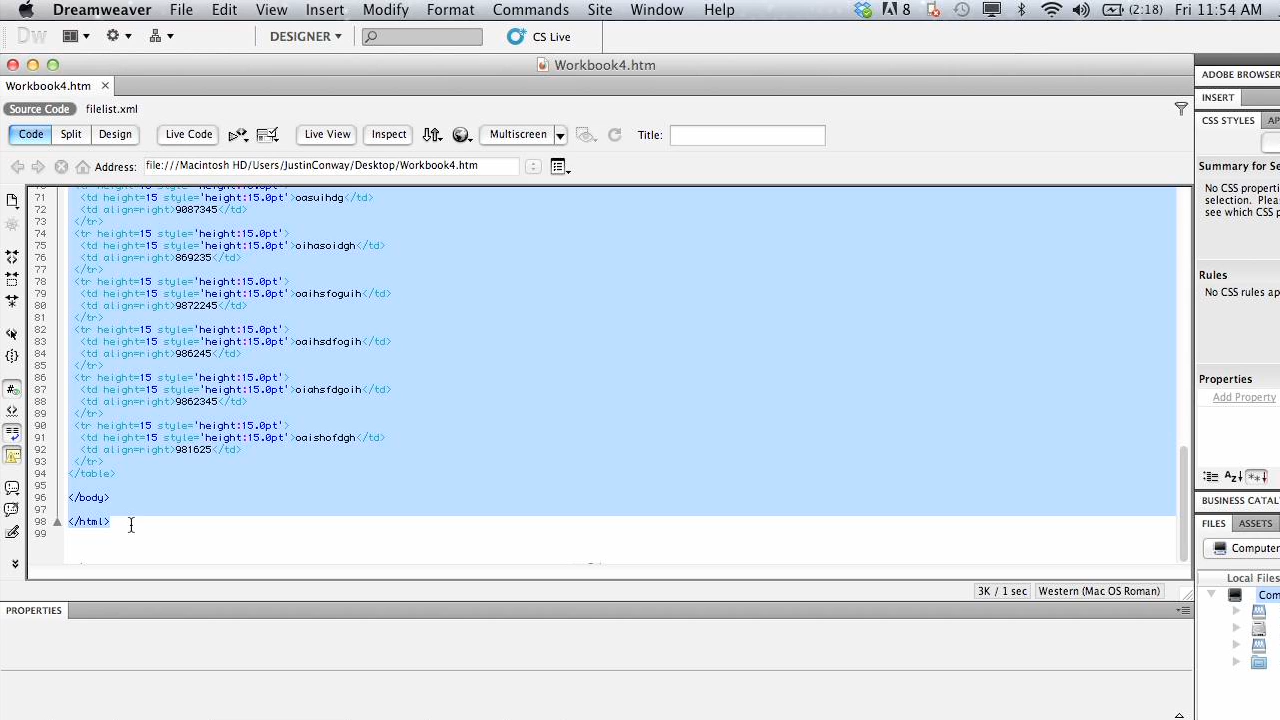 Dreamweaver File Edit View Insert Modify Format Commands Site Window Help 8 (2:18) Fri 11:54 AM
Dw DESIGNER CS Live
Workbook4.htm
Workbook4.htm
ADOBE BROWSER
Source Code filelist.xml
INSERT
CSS STYLES AP
Code Split Design Live Code Live View Inspect Multiscreen Title:
Address: file:///Macintosh HD/Users/JustinConway/Desktop/Workbook4.htm
Summary for Se
No CSS properti
selection. Pleas
see which CSS p
71 <td height=15 style='height:15.0pt'>oasuihdg</td>
72 <td align=right>9087345</td>
73 </tr>
74 <tr height=15 style='height:15.0pt'>
75 <td height=15 style='height:15.0pt'>oihasoidgh</td>
76 <td align=right>869235</td>
77 </tr>
78 <tr height=15 style='height:15.0pt'>
79 <td height=15 style='height:15.0pt'>oaihsfoguih</td>
80 <td align=right>9872245</td>
81 </tr>
82 <tr height=15 style='height:15.0pt'>
83 <td height=15 style='height:15.0pt'>oaihsdfogih</td>
84 <td align=right>986245</td>
85 </tr>
86 <tr height=15 style='height:15.0pt'>
87 <td height=15 style='height:15.0pt'>oiahsfdgoih</td>
88 <td align=right>9862345</td>
89 </tr>
90 <tr height=15 style='height:15.0pt'>
91 <td height=15 style='height:15.0pt'>oaishofdgh</td>
92 <td align=right>981625</td>
93 </tr>
94 </table>
95
96 </body>
97
98 </html>
99
Rules
No CSS rules ap
Properties
Add Property
BUSINESS CATAL
FILES ASSETS
Computer
Local Files
Com
3K / 1 sec Western (Mac OS Roman)
PROPERTIES